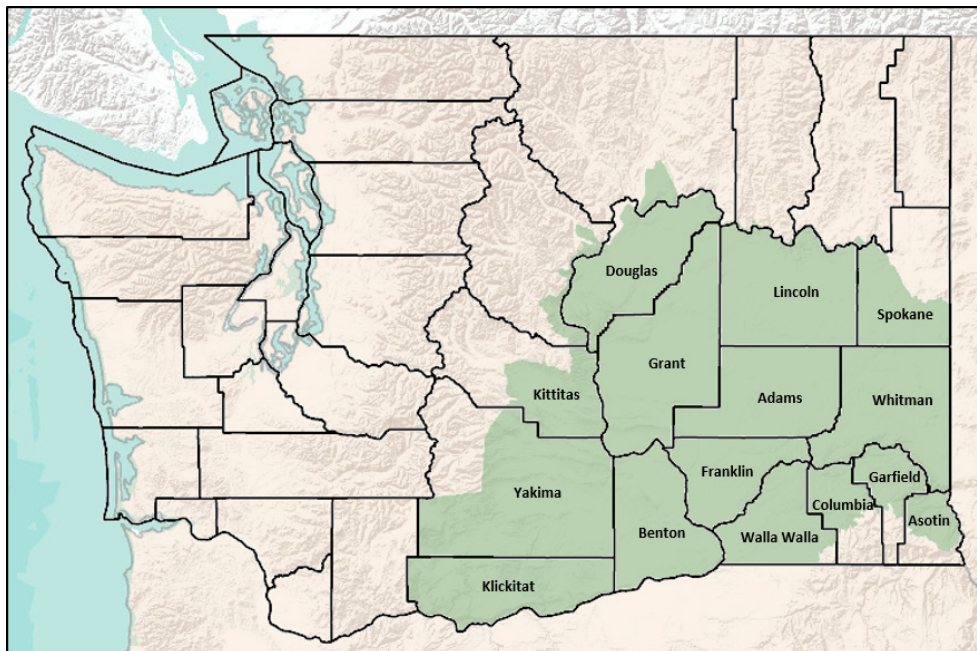 Douglas
Lincoln
Spokane
Grant
Kittitas
Adams
Whitman
Franklin
Garfield
Yakima
Columbia
Asotin
Benton
Walla Walla
Klickitat